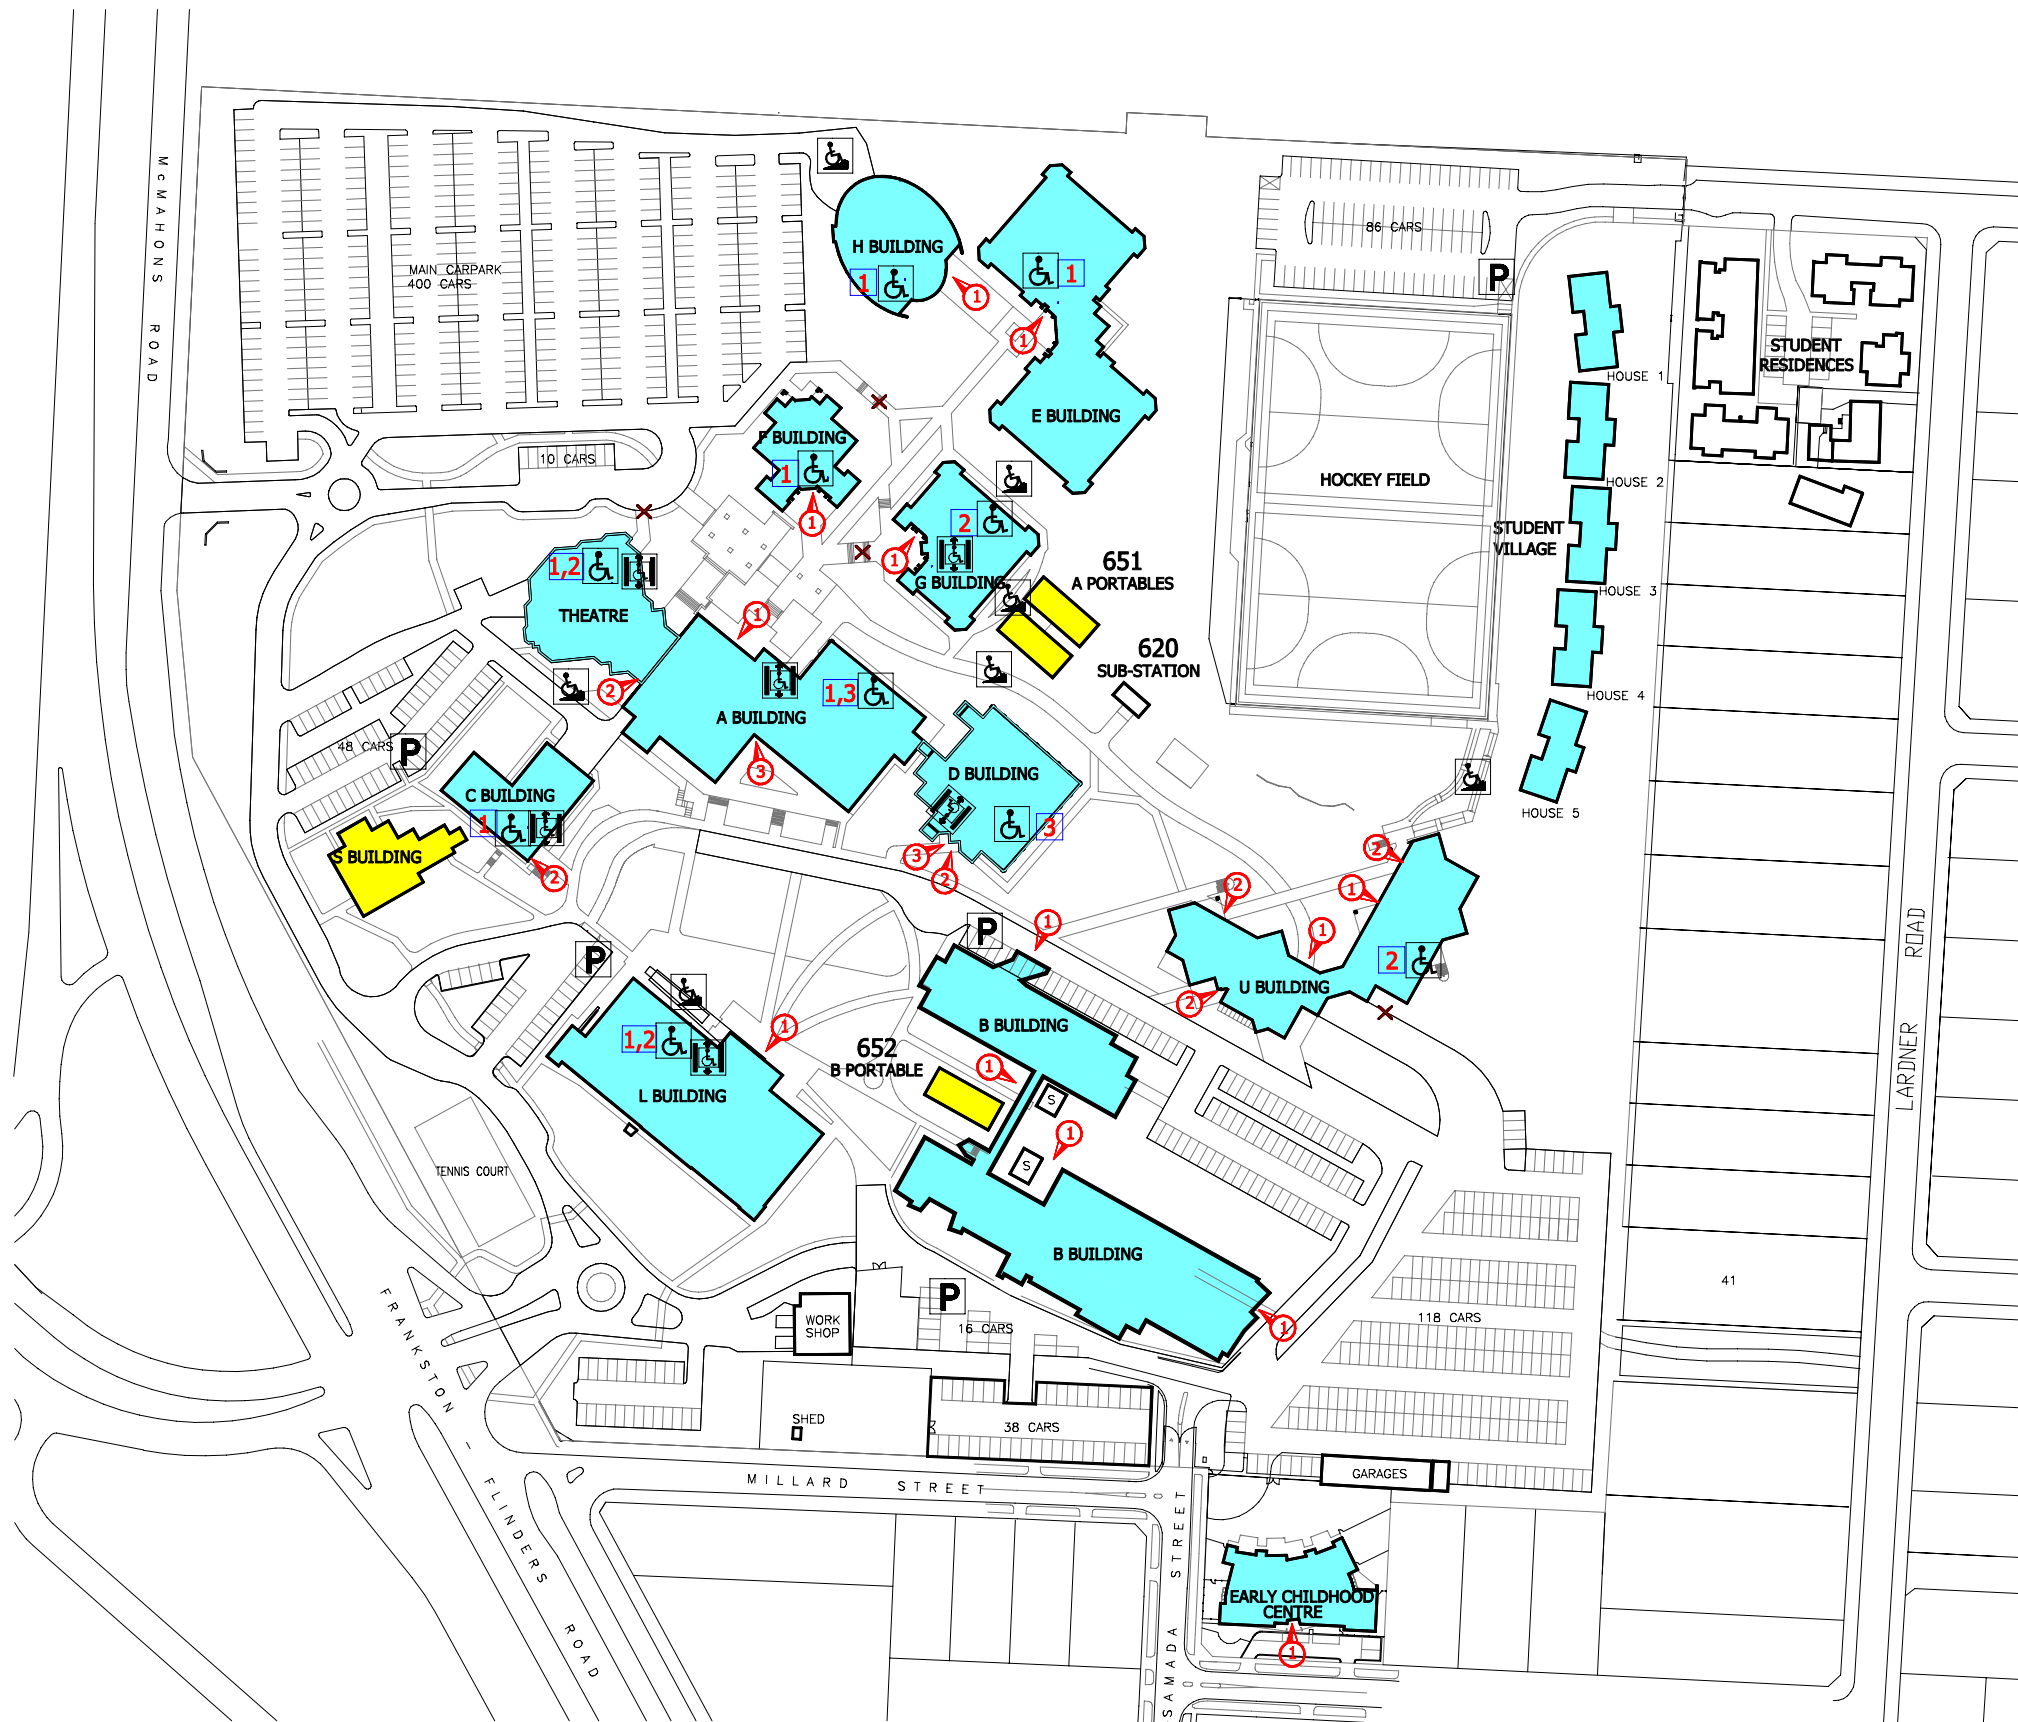 McMAHONS ROAD
MAIN CARPARK
400 CARS
H BUILDING
1
1
1
1
86 CARS
P
E BUILDING
F BUILDING
1
1
10 CARS
HOCKEY FIELD
STUDENT
RESIDENCES
HOUSE 1
HOUSE 2
STUDENT
VILLAGE
HOUSE 3
HOUSE 4
HOUSE 5
2
1
G BUILDING
651
A PORTABLES
620
SUB-STATION
1,2
THEATRE
1
2
1,3
A BUILDING
3
48 CARS
P
C BUILDING
1
2
S BUILDING
D BUILDING
3
3
2
2
1
2
1
2
2
U BUILDING
P
1
P
B BUILDING
1
1,2
L BUILDING
1
652
B PORTABLE
S
1
S
B BUILDING
1
TENNIS COURT
LARDNER ROAD
41
118 CARS
P
16 CARS
WORK
SHOP
SHED
38 CARS
GARAGES
FRANKSTON - FLINDERS ROAD
MILLARD STREET
SAMADA STREET
EARLY CHILDHOOD
CENTRE
1